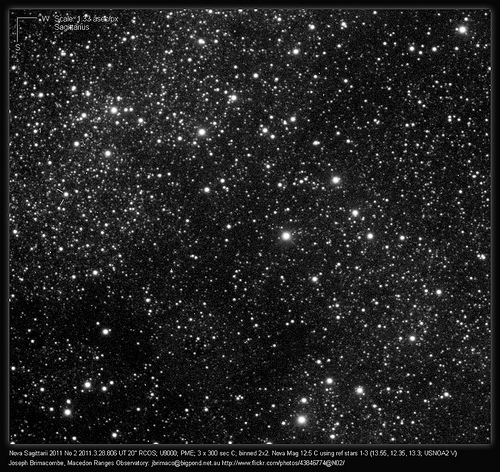 W Scale: 1.33 asec/px
Sagittarius
S
Nova Sagittarii 2011 No 2 2011.3.28.806 UT 20" RCOS; U9000; PME; 3 x 300 sec C; binned 2x2. Nova Mag 12.5 C using ref stars 1-3 (13.55, 12.35, 13.3; USNOA2 V)
Joseph Brimacombe, Macedon Ranges Observatory. jbrimaco@bigpond.net.au http://www.flickr.com/photos/43846774@N02/